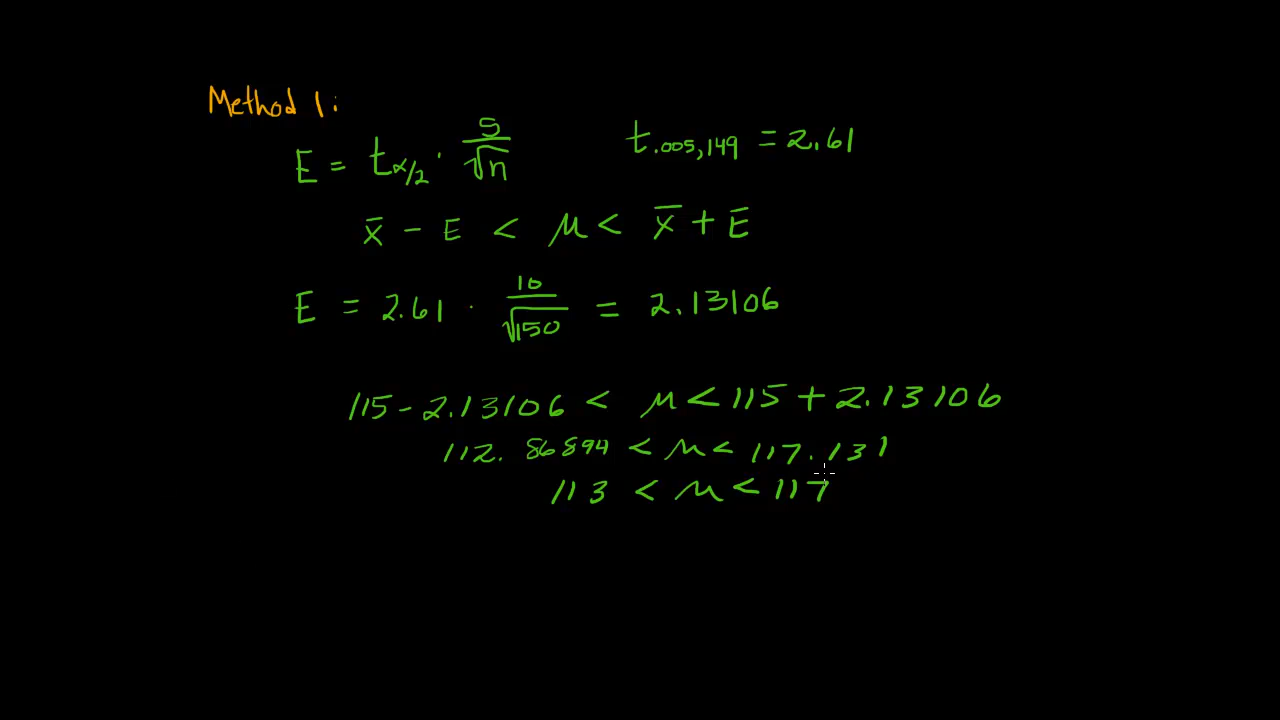 Method 1:
E = t α/2 · s/√n
t .005,149 = 2.61
x̄ - E < μ < x̄ + E
E = 2.61 · 10/√150 = 2.13106
115 - 2.13106 < μ < 115 + 2.13106
112.86894 < μ < 117.131
113 < μ < 117